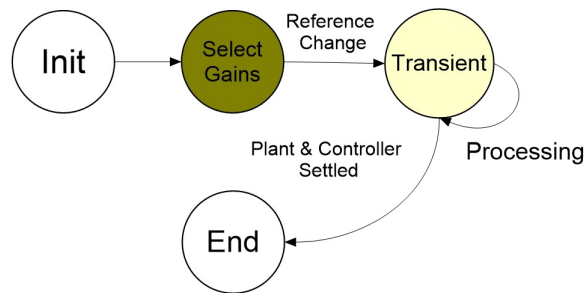 Init
Select
Gains
Reference
Change
Transient
Processing
Plant & Controller
Settled
End